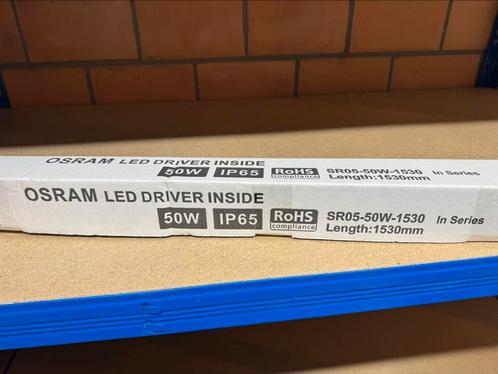 OSRAM LED DRIVER INSIDE
50W IP65 RoHS compliance SR05-50W-1530 In Series
Length:1530mm
OSRAM LED DRIVER INSIDE
50W IP65 RoHS compliance SR05-50W-1530 In Series
Length:1530mm